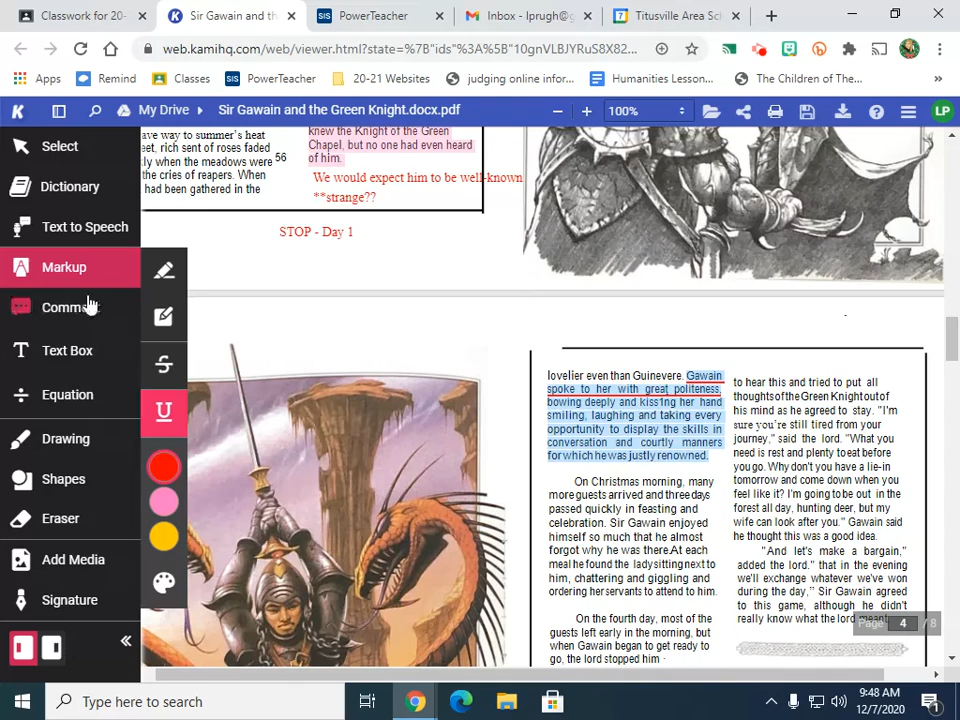 Classwork for 20-
Sir Gawain and th
PowerTeacher
Inbox - lprugh@g
Titusville Area Sc
web.kamihq.com/web/viewer.html?state=%7B"ids"%3A%5B"10gnVLBJYRuS8X82...
Apps
Remind
Classes
PowerTeacher
20-21 Websites
judging online infor...
Humanities Lesson...
The Children of The...
My Drive
Sir Gawain and the Green Knight.docx.pdf
100%
LP
Select
Dictionary
Text to Speech
Markup
Comm
Text Box
Equation
Drawing
Shapes
Eraser
Add Media
Signature
ave way to summer's heat
eet, rich sent of roses faded
kly when the meadows were 56
the cries of reapers. When
had been gathered in the
knew the Knight of the Green
Chapel, but no one had even heard
of him.
We would expect him to be well-known
**strange??
STOP - Day 1
lovelier even than Guinevere. Gawain
spoke to her with great politeness,
bowing deeply and kiss1ng her hand
smiling, laughing and taking every
opportunity to display the skills in
conversation and courtly manners
for which he was justly renowned.
On Christmas morning, many
more guests arrived and three days
passed quickly in feasting and
celebration. Sir Gawain enjoyed
himself so much that he almost
forgot why he was there.At each
meal he found the lady sitting next to
him, chattering and giggling and
ordering her servants to attend to him.
On the fourth day, most of the
guests left early in the morning, but
when Gawain began to get ready to
go, the lord stopped him
to hear this and tried to put all
thoughts of the Green Knight out of
his mind as he agreed to stay. "I'm
sure you're still tired from your
journey," said the lord. "What you
need is rest and plenty to eat before
you go. Why don't you have a lie-in
tomorrow and come down when you
feel like it? I'm going to be out in the
forest all day, hunting deer, but my
wife can look after you." Gawain said
he thought this was a good idea.
"And let's make a bargain,"
added the lord." that in the evening
we'll exchange whatever we've won
during the day," Sir Gawain agreed
to this game, although he didn't
really know what the lord meant
Page 4 / 8
Type here to search
9:48 AM
12/7/2020